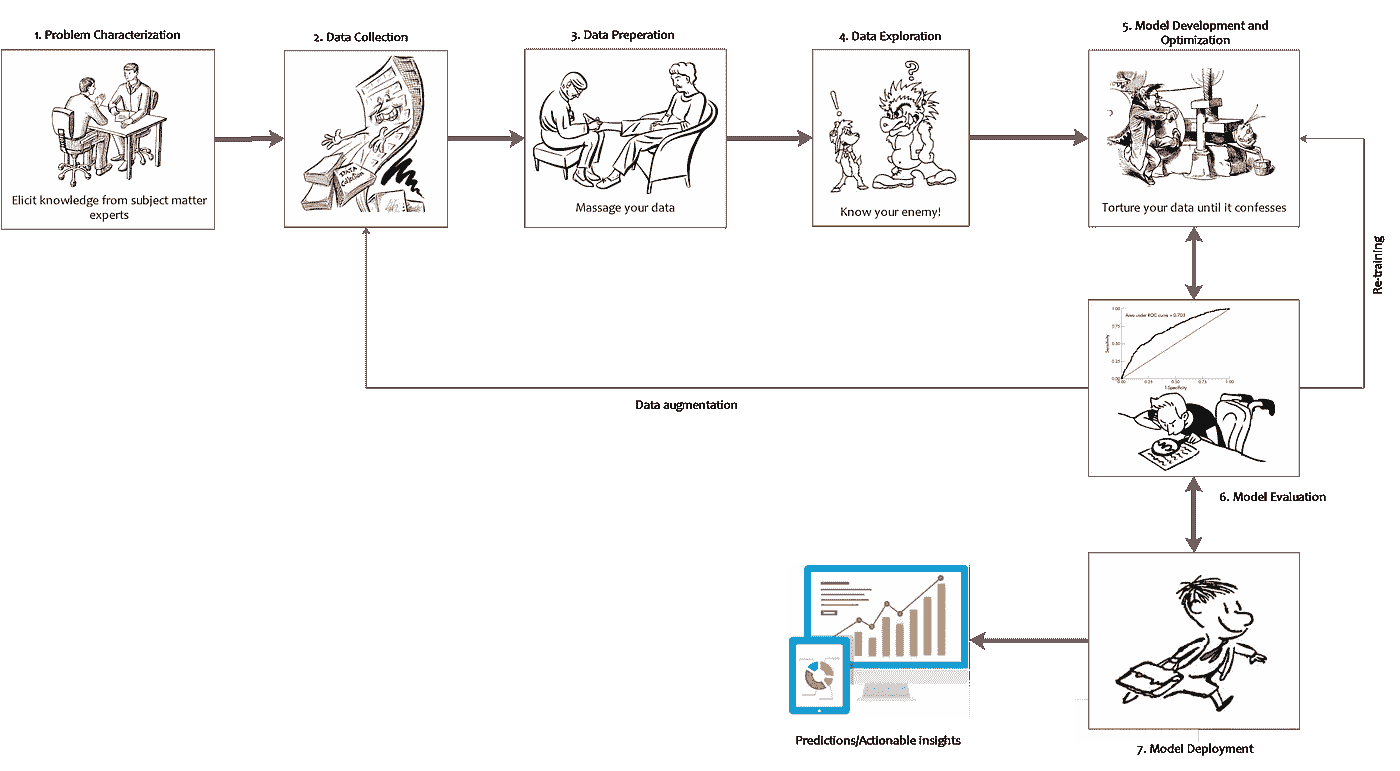 1. Problem Characterization
Elicit knowledge from subject matter
experts
2. Data Collection
DATA
Collection
3. Data Preperation
Massage your data
4. Data Exploration
!
?
Know your enemy!
5. Model Development and
Optimization
Torture your data until it confesses
Re-training
Data augmentation
Area under ROC curve = 0.703
1.00
0.75
0.50
0.25
0.00
Sensitivity
0.00 0.25 0.50 0.75 1.00
1-Specificity
6. Model Evaluation
7. Model Deployment
Predictions/Actionable insights